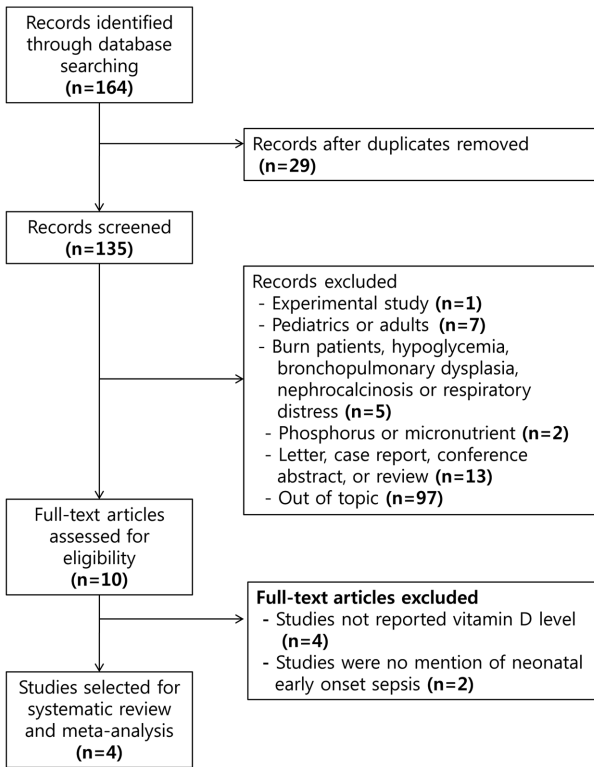 Records identified
through database
searching
(n=164)
Records after duplicates removed
(n=29)
Records screened
(n=135)
Records excluded
- Experimental study (n=1)
- Pediatrics or adults (n=7)
- Burn patients, hypoglycemia,
bronchopulmonary dysplasia,
nephrocalcinosis or respiratory
distress (n=5)
- Phosphorus or micronutrient (n=2)
- Letter, case report, conference
abstract, or review (n=13)
- Out of topic (n=97)
Full-text articles
assessed for
eligibility
(n=10)
Full-text articles excluded
- Studies not reported vitamin D level
(n=4)
- Studies were no mention of neonatal
early onset sepsis (n=2)
Studies selected for
systematic review
and meta-analysis
(n=4)